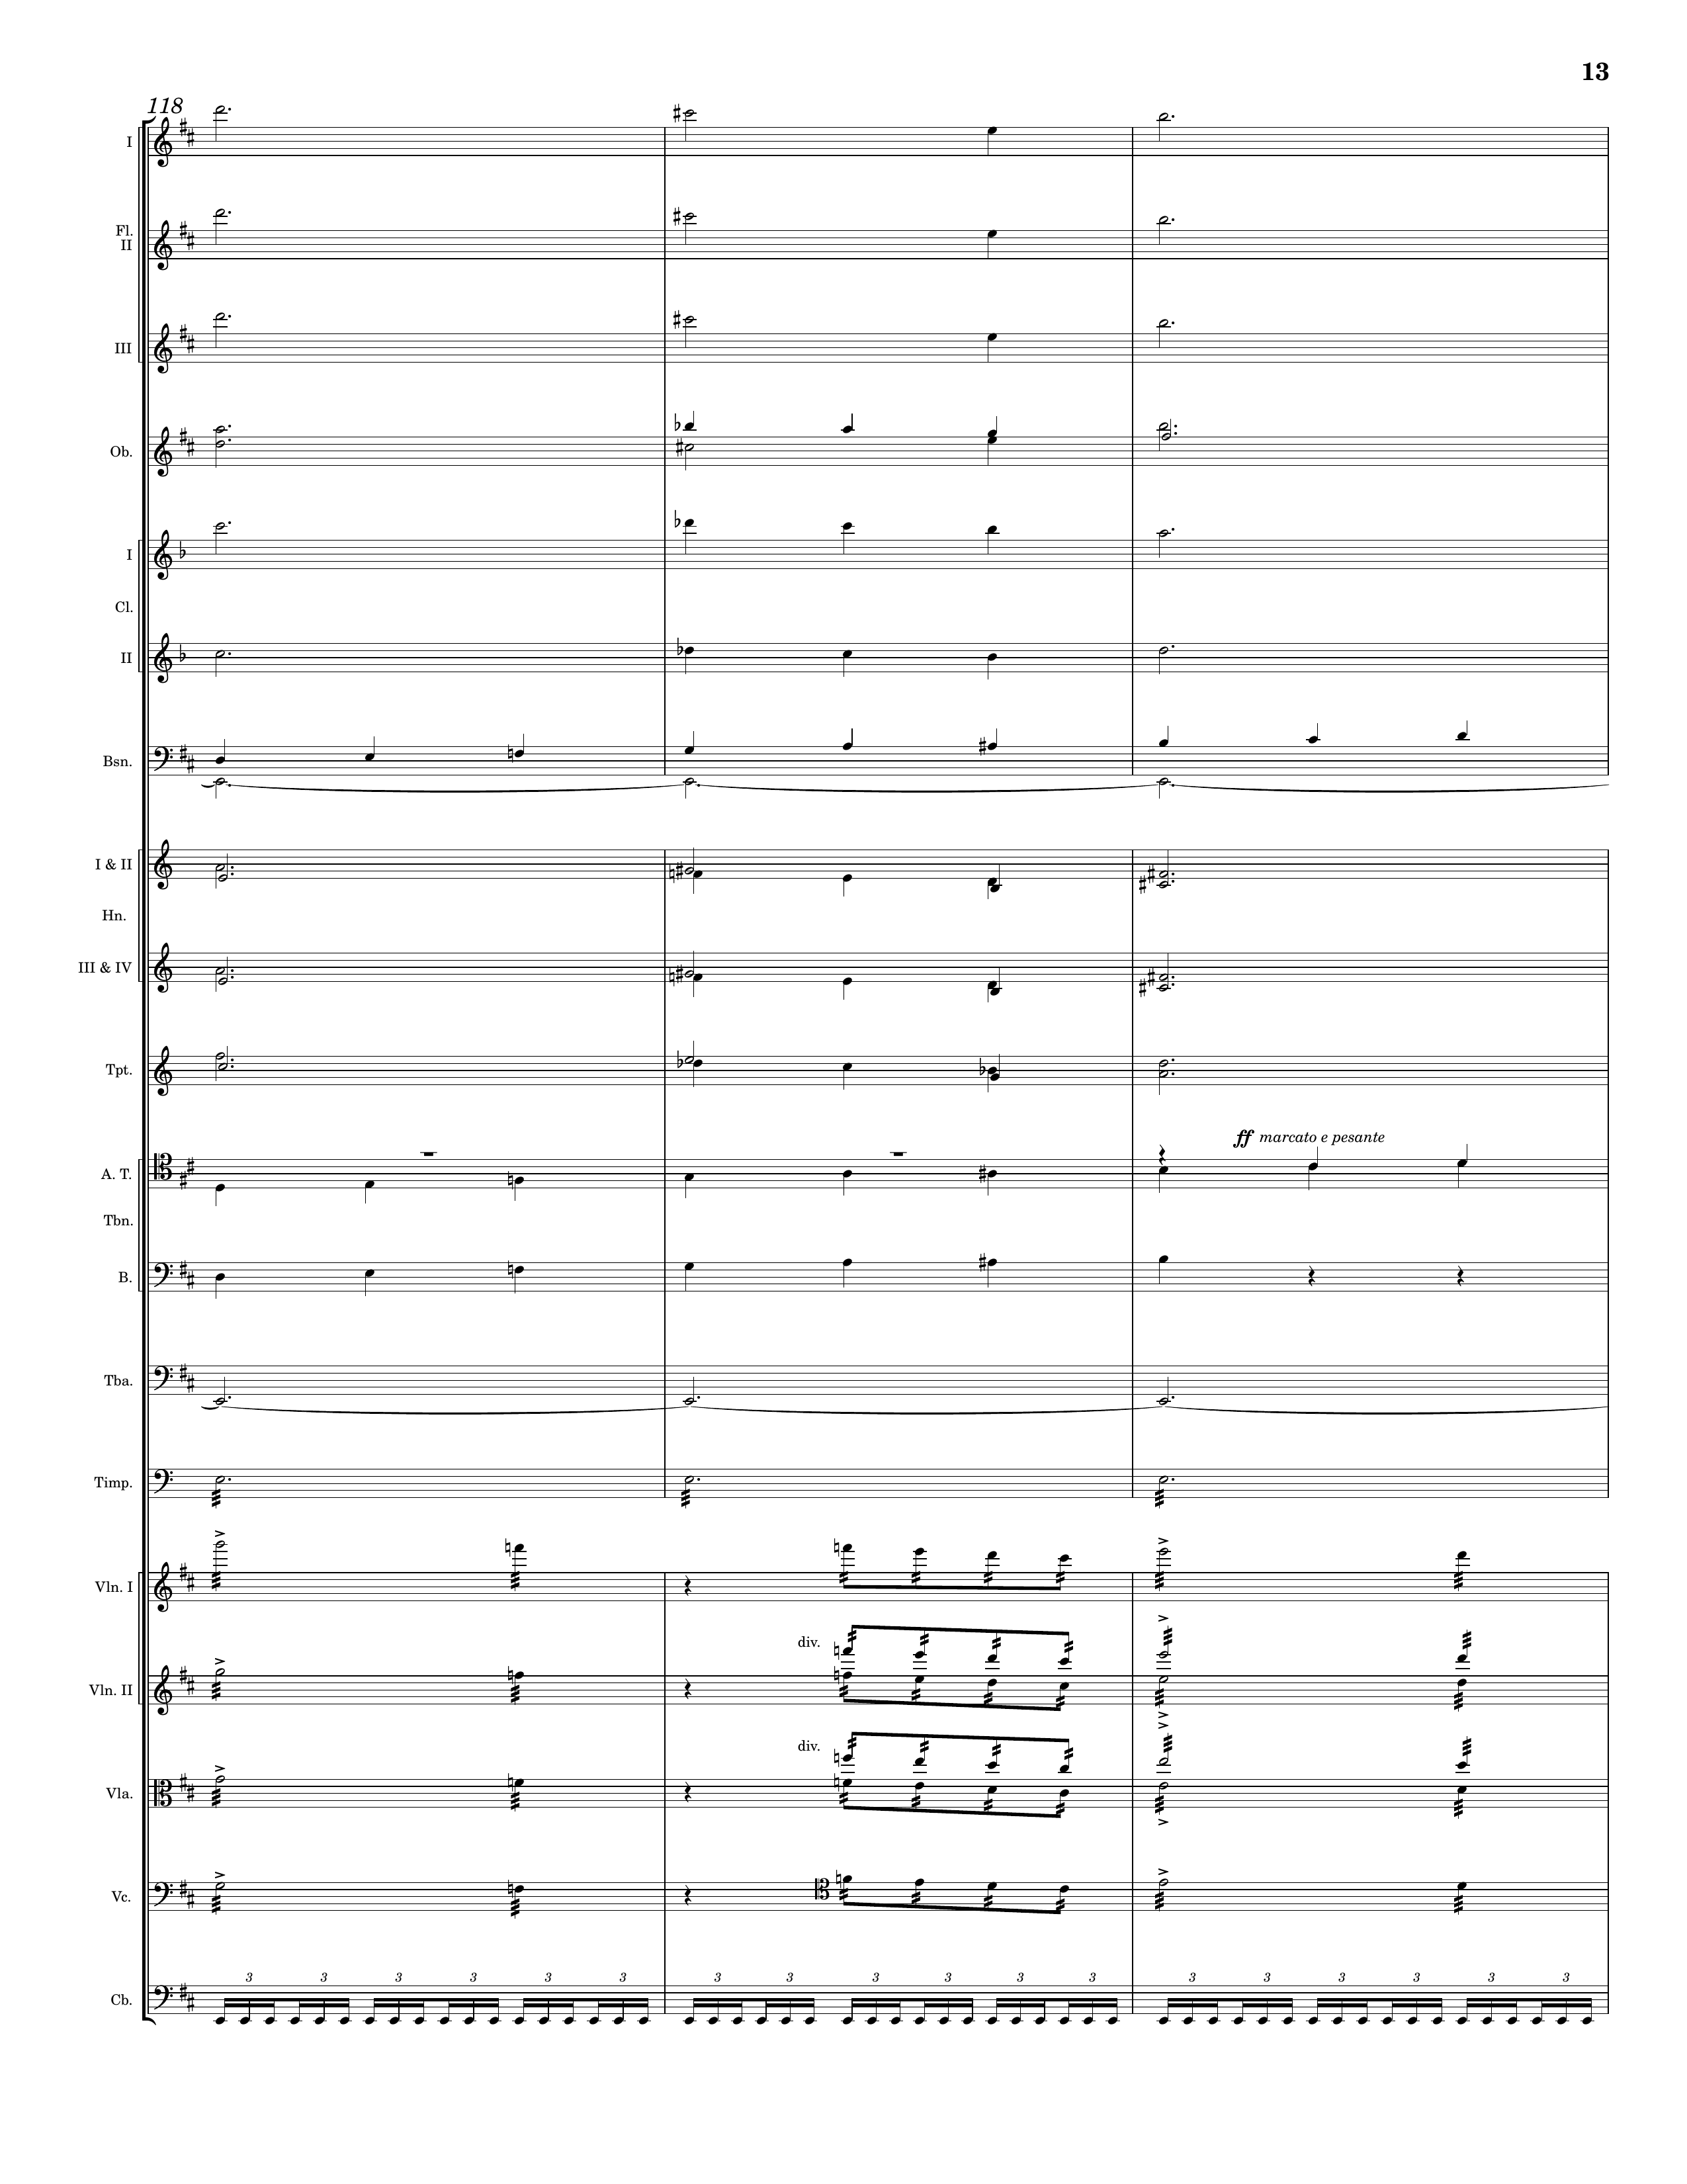 13
118
I
Fl.
II
III
Ob.
I
Cl.
II
Bsn.
I & II
Hn.
III & IV
Tpt.
ff marcato e pesante
A. T.
Tbn.
B.
Tba.
Timp.
Vln. I
div.
Vln. II
div.
Vla.
Vc.
3 3 3 3 3 3 3 3 3 3 3 3 3 3 3 3 3 3
Cb.